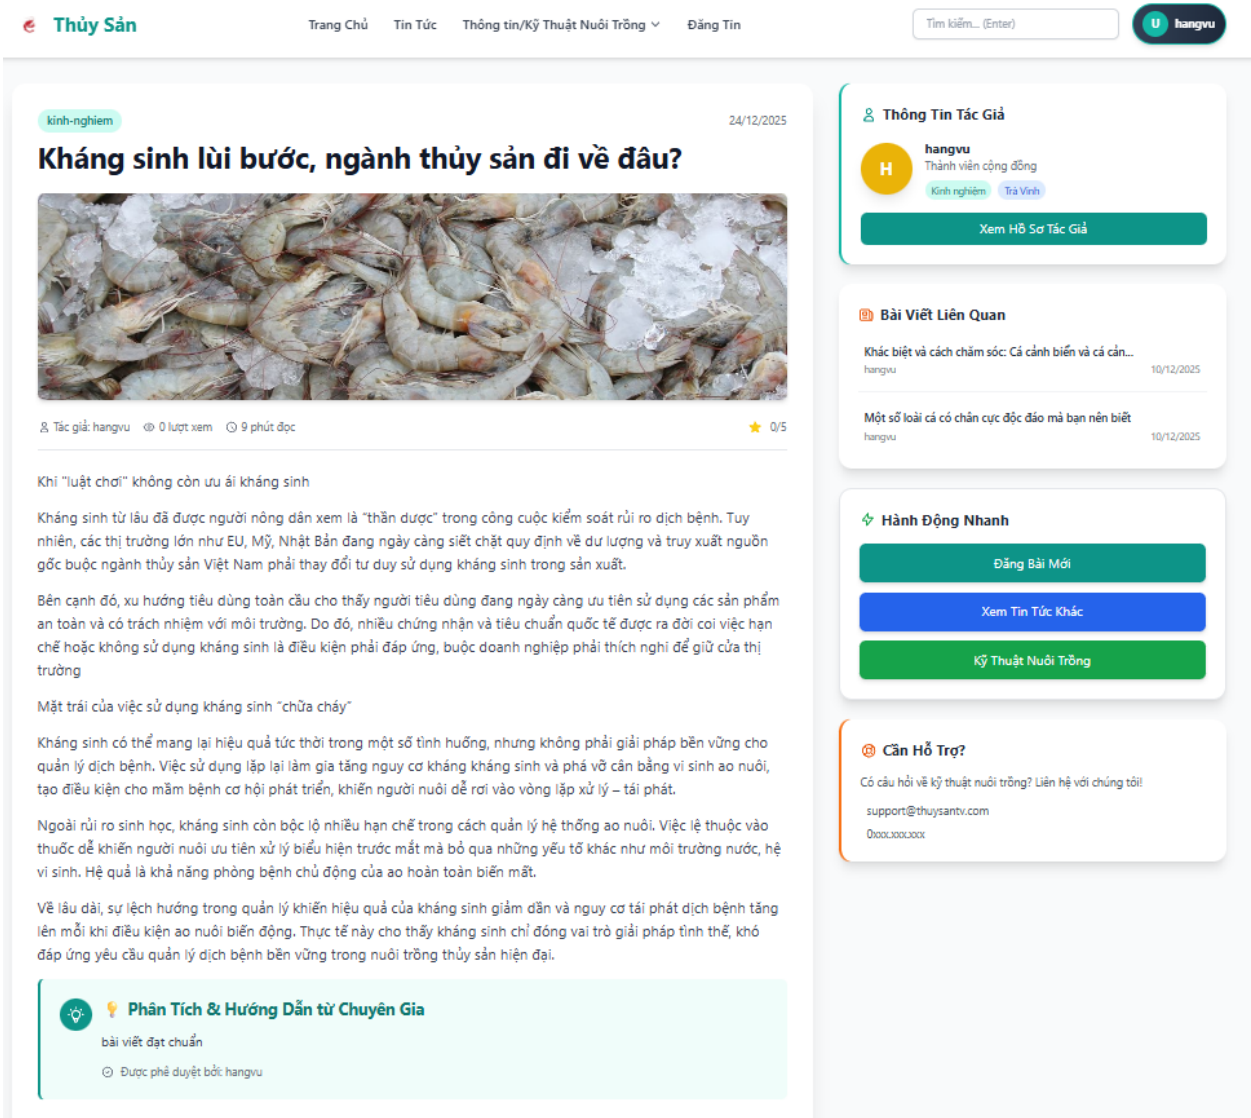 Thủy Sản
Trang Chủ
Tin Tức
Thông tin/Kỹ Thuật Nuôi Trồng
Đăng Tin
Tìm kiếm... (Enter)
U
hangvu
kinh-nghiem
24/12/2025
Kháng sinh lùi bước, ngành thủy sản đi về đâu?
Tác giả: hangvu
0 lượt xem
9 phút đọc
0/5
Khi "luật chơi" không còn ưu ái kháng sinh
Kháng sinh từ lâu đã được người nông dân xem là "thần dược" trong công cuộc kiểm soát rủi ro dịch bệnh. Tuy
nhiên, các thị trường lớn như EU, Mỹ, Nhật Bản đang ngày càng siết chặt quy định về dư lượng và truy xuất nguồn
gốc buộc ngành thủy sản Việt Nam phải thay đổi tư duy sử dụng kháng sinh trong sản xuất.
Bên cạnh đó, xu hướng tiêu dùng toàn cầu cho thấy người tiêu dùng đang ngày càng ưu tiên sử dụng các sản phẩm
an toàn và có trách nhiệm với môi trường. Do đó, nhiều chứng nhận và tiêu chuẩn quốc tế được ra đời coi việc hạn
chế hoặc không sử dụng kháng sinh là điều kiện phải đáp ứng, buộc doanh nghiệp phải thích nghi để giữ cửa thị
trường
Mặt trái của việc sử dụng kháng sinh "chữa cháy"
Kháng sinh có thể mang lại hiệu quả tức thời trong một số tình huống, nhưng không phải giải pháp bền vững cho
quản lý dịch bệnh. Việc sử dụng lặp lại làm gia tăng nguy cơ kháng kháng sinh và phá vỡ cân bằng vi sinh ao nuôi,
tạo điều kiện cho mầm bệnh cơ hội phát triển, khiến người nuôi dễ rơi vào vòng lặp xử lý – tái phát.
Ngoài rủi ro sinh học, kháng sinh còn bộc lộ nhiều hạn chế trong cách quản lý hệ thống ao nuôi. Việc lệ thuộc vào
thuốc dễ khiến người nuôi ưu tiên xử lý biểu hiện trước mắt mà bỏ qua những yếu tố khác như môi trường nước, hệ
vi sinh. Hệ quả là khả năng phòng bệnh chủ động của ao hoàn toàn biến mất.
Về lâu dài, sự lệch hướng trong quản lý khiến hiệu quả của kháng sinh giảm dần và nguy cơ tái phát dịch bệnh tăng
lên mỗi khi điều kiện ao nuôi biến động. Thực tế này cho thấy kháng sinh chỉ đóng vai trò giải pháp tình thế, khó
đáp ứng yêu cầu quản lý dịch bệnh bền vững trong nuôi trồng thủy sản hiện đại.
Phân Tích & Hướng Dẫn từ Chuyên Gia
bài viết đạt chuẩn
Được phê duyệt bởi: hangvu
Thông Tin Tác Giả
H
hangvu
Thành viên cộng đồng
Kinh nghiệm
Trà Vinh
Xem Hồ Sơ Tác Giả
Bài Viết Liên Quan
Khác biệt và cách chăm sóc: Cá cảnh biển và cá cản...
hangvu
10/12/2025
Một số loài cá có chân cực độc đáo mà bạn nên biết
hangvu
10/12/2025
Hành Động Nhanh
Đăng Bài Mới
Xem Tin Tức Khác
Kỹ Thuật Nuôi Trồng
Cần Hỗ Trợ?
Có câu hỏi về kỹ thuật nuôi trồng? Liên hệ với chúng tôi!
support@thuysantv.com
0xxx.xxx.xxx